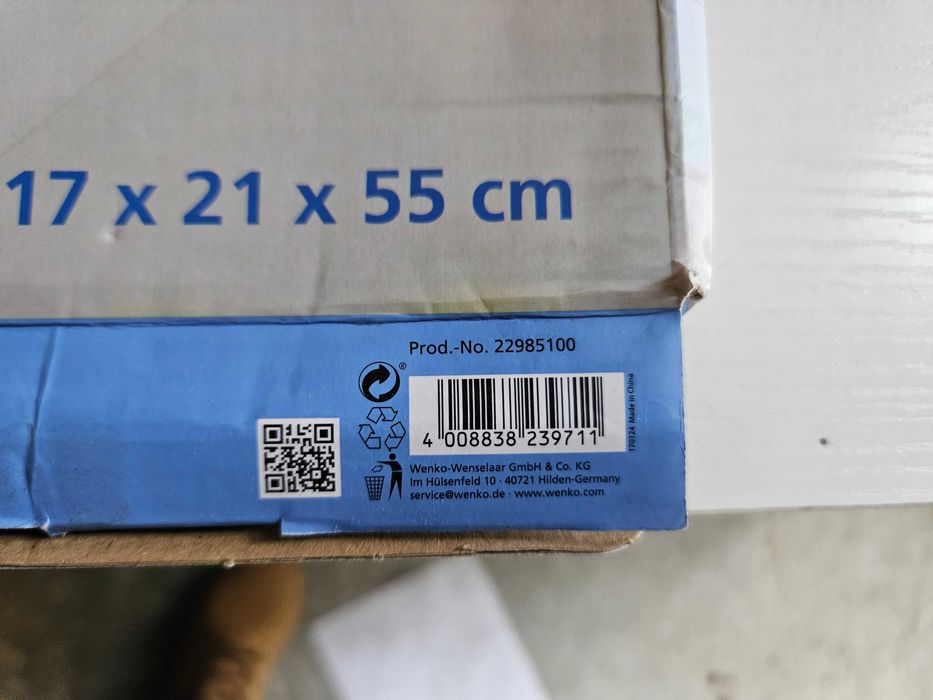 17 x 21 x 55 cm
Prod.-No. 22985100
®
4 008838 239711
170124 Made in China
Wenko-Wenselaar GmbH & Co. KG
Im Hülsenfeld 10 · 40721 Hilden-Germany
service@wenko.de · www.wenko.com